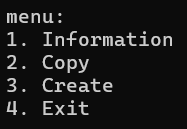 menu:
1. Information
2. Copy
3. Create
4. Exit